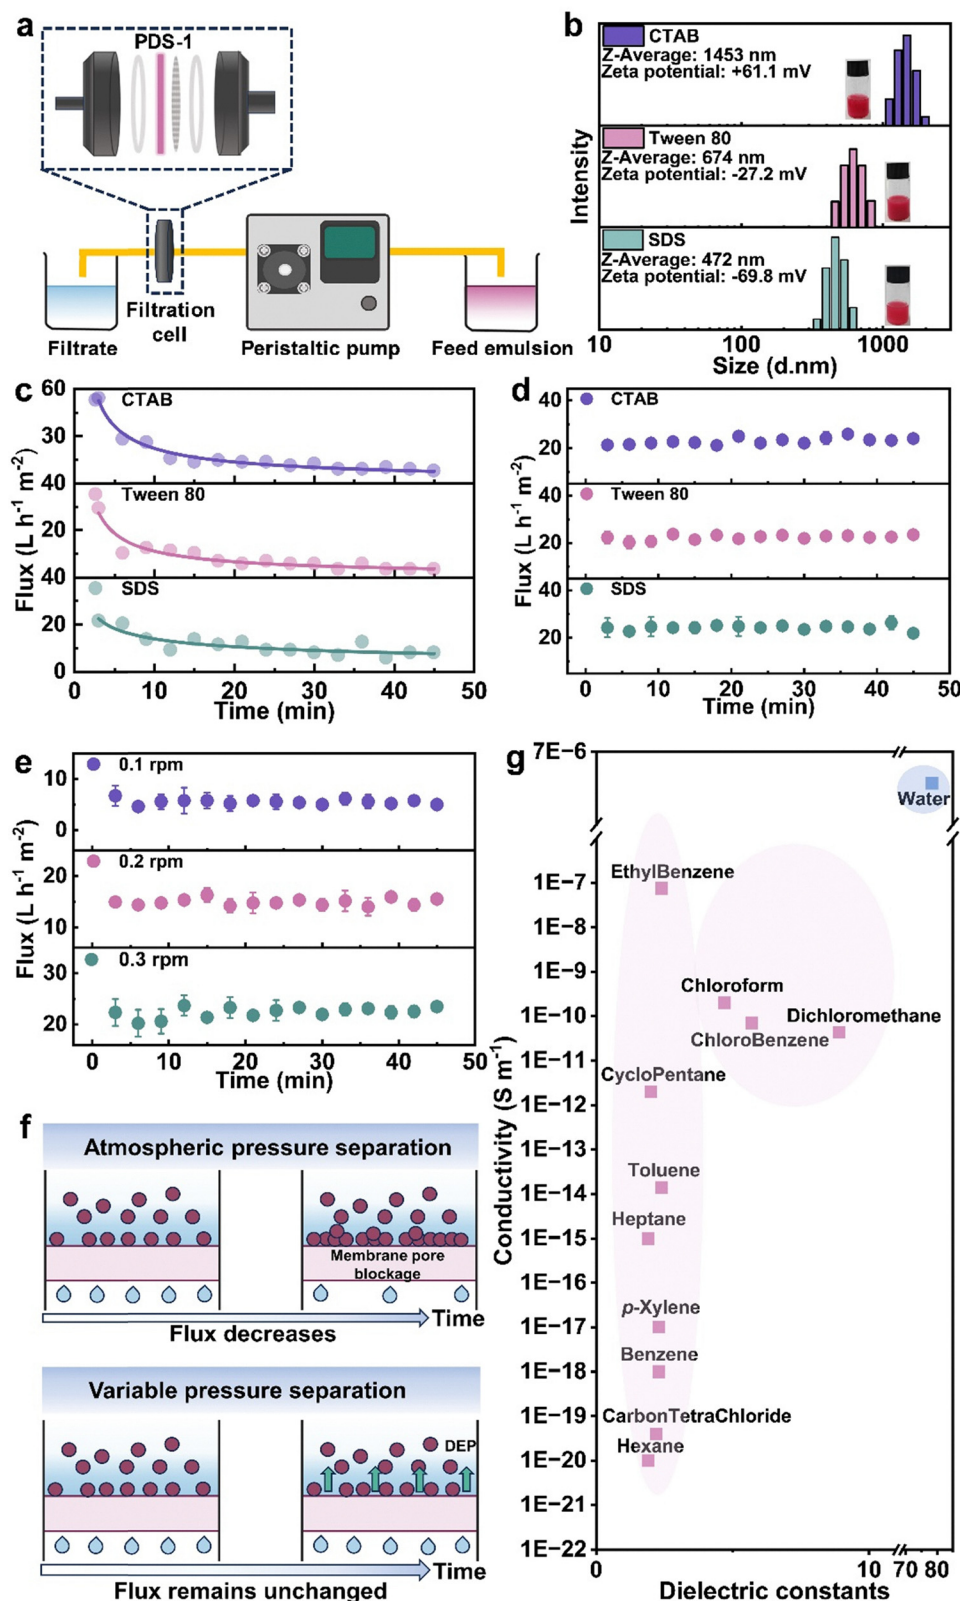 a
PDS-1
Filtrate
Filtration
cell
Peristaltic pump
Feed emulsion
b
CTAB
Z-Average: 1453 nm
Zeta potential: +61.1 mV
Tween 80
Z-Average: 674 nm
Zeta potential: -27.2 mV
SDS
Z-Average: 472 nm
Zeta potential: -69.8 mV
Intensity
10
100
1000
Size (d.nm)
c
CTAB
Tween 80
SDS
60
30
40
20
40
20
0
Flux (L h⁻¹ m⁻²)
0
10
20
30
40
50
Time (min)
d
CTAB
Tween 80
SDS
40
20
40
20
40
20
Flux (L h⁻¹ m⁻²)
0
10
20
30
40
50
Time (min)
e
0.1 rpm
0.2 rpm
0.3 rpm
10
0
20
10
30
20
Flux (L h⁻¹ m⁻²)
0
10
20
30
40
50
Time (min)
f
Atmospheric pressure separation
Membrane pore
blockage
Time
Flux decreases
Variable pressure separation
DEP
Time
Flux remains unchanged
g
7E−6
1E−7
1E−8
1E−9
1E−10
1E−11
1E−12
1E−13
1E−14
1E−15
1E−16
1E−17
1E−18
1E−19
1E−20
1E−21
1E−22
Conductivity (S m⁻¹)
Water
EthylBenzene
Chloroform
Dichloromethane
ChloroBenzene
CycloPentane
Toluene
Heptane
p-Xylene
Benzene
CarbonTetraChloride
Hexane
0
10
70
80
Dielectric constants